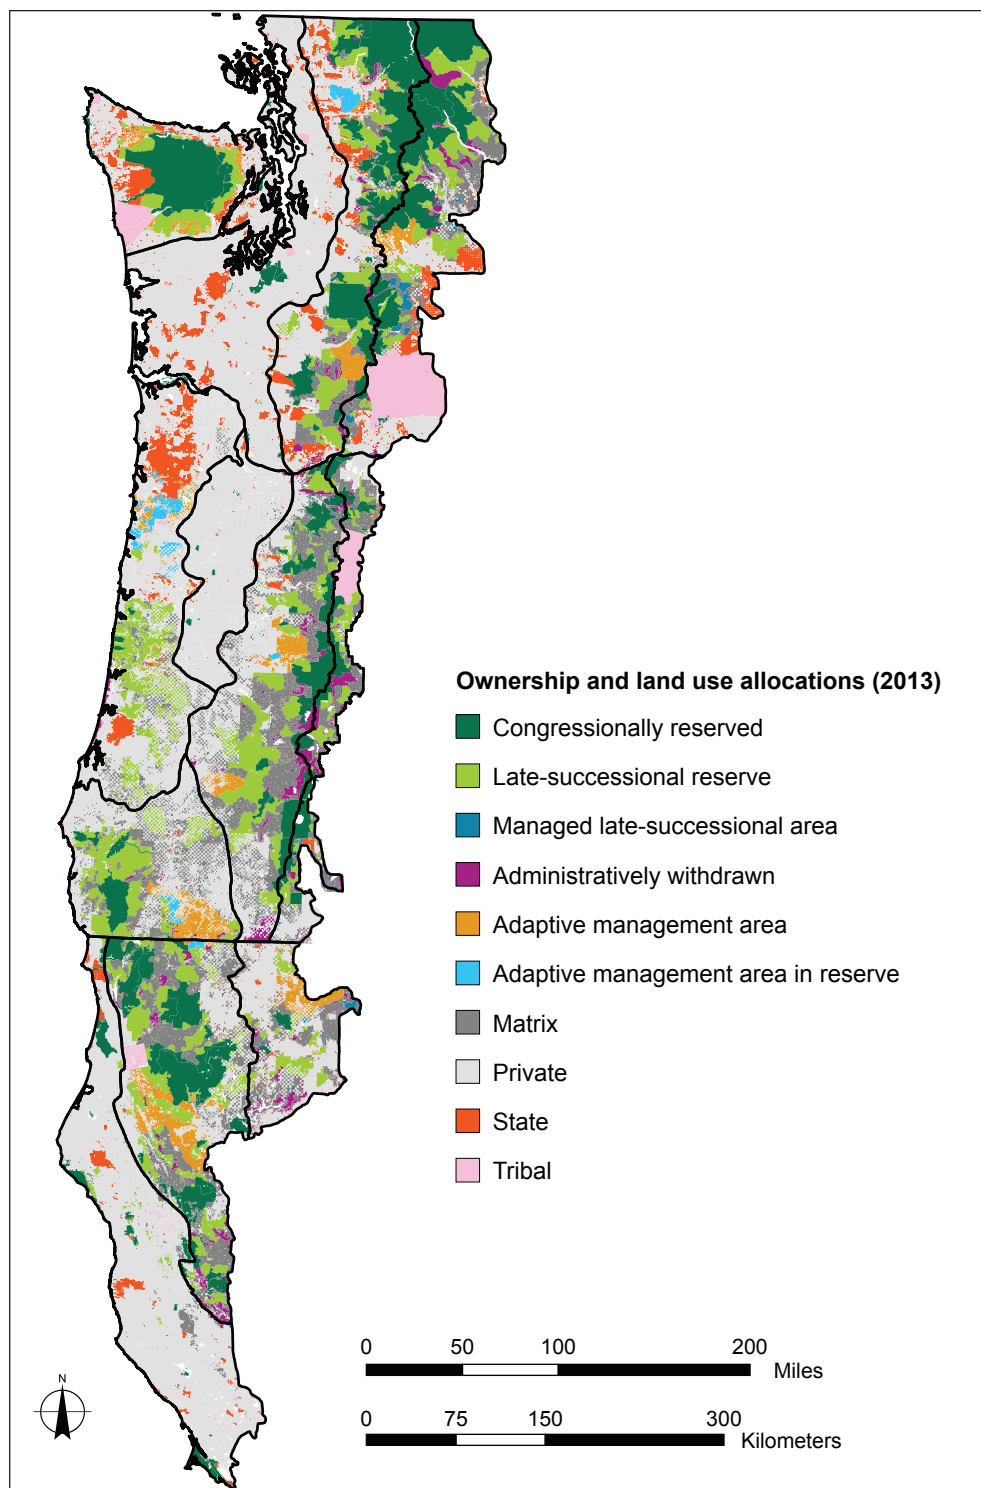 Ownership and land use allocations (2013)
Congressionally reserved
Late-successional reserve
Managed late-successional area
Administratively withdrawn
Adaptive management area
Adaptive management area in reserve
Matrix
Private
State
Tribal
0 50 100 200
Miles
0 75 150 300
Kilometers
N